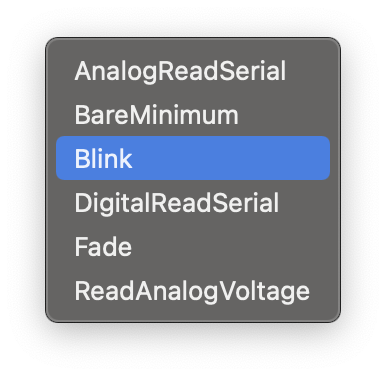 AnalogReadSerial
BareMinimum
Blink
DigitalReadSerial
Fade
ReadAnalogVoltage